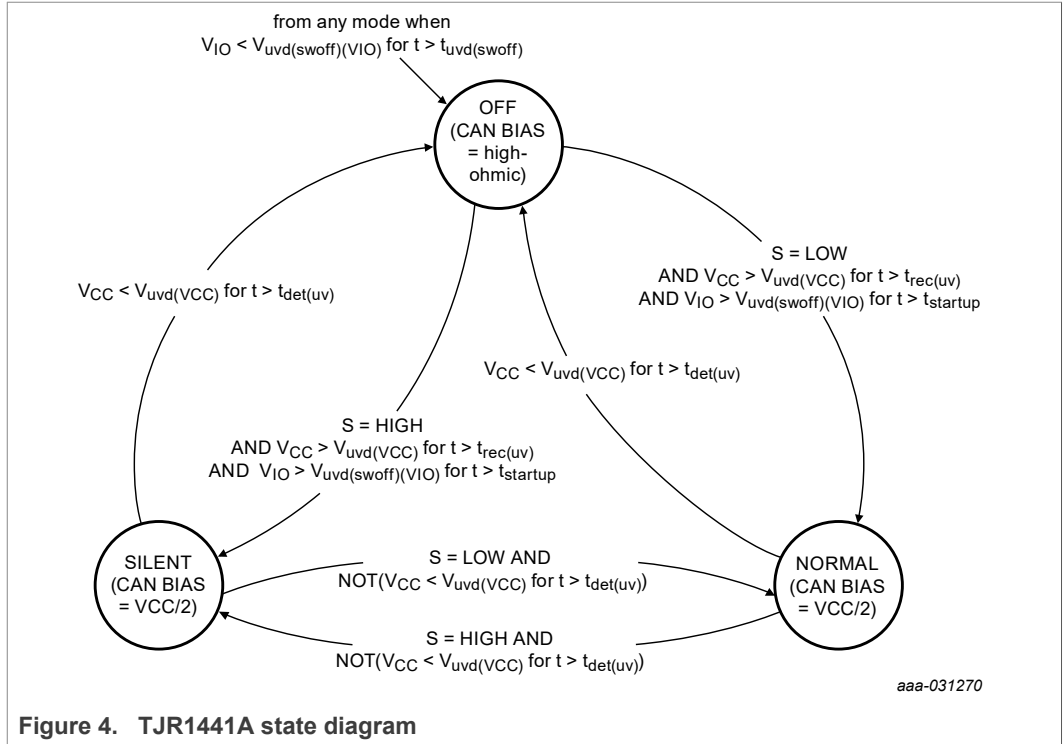 from any mode when
VIO < Vuvd(swoff)(VIO) for t > tuvd(swoff)
OFF
(CAN BIAS
= high-
ohmic)
S = LOW
AND VCC > Vuvd(VCC) for t > trec(uv)
AND VIO > Vuvd(swoff)(VIO) for t > tstartup
VCC < Vuvd(VCC) for t > tdet(uv)
VCC < Vuvd(VCC) for t > tdet(uv)
S = HIGH
AND VCC > Vuvd(VCC) for t > trec(uv)
AND VIO > Vuvd(swoff)(VIO) for t > tstartup
SILENT
(CAN BIAS
= VCC/2)
S = LOW AND
NOT(VCC < Vuvd(VCC) for t > tdet(uv))
NORMAL
(CAN BIAS
= VCC/2)
S = HIGH AND
NOT(VCC < Vuvd(VCC) for t > tdet(uv))
aaa-031270
Figure 4. TJR1441A state diagram